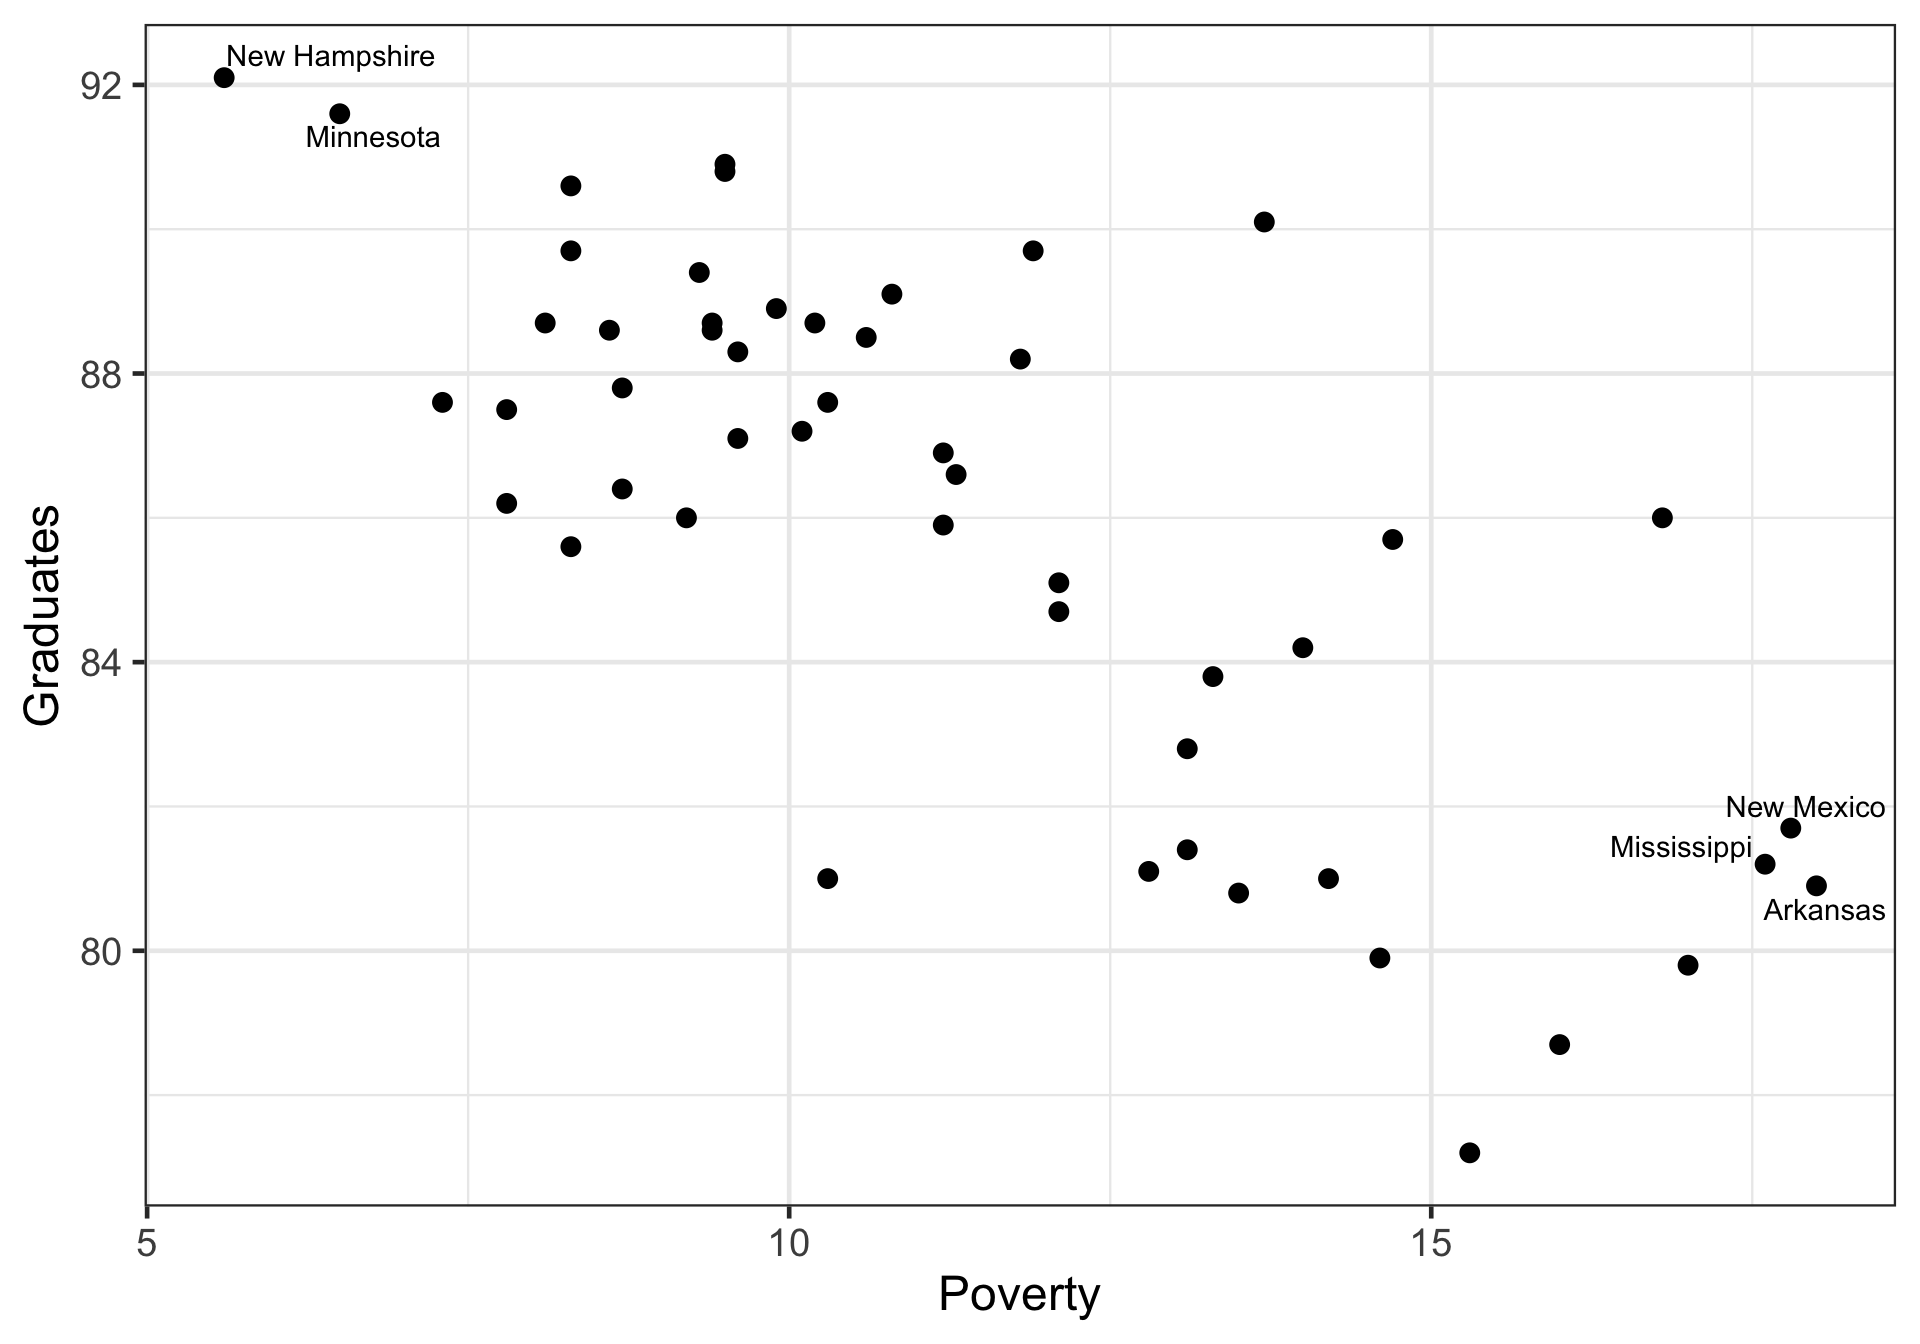 New Hampshire
92
Minnesota
88
Graduates
84
New Mexico
Mississippi
Arkansas
80
5
10
15
Poverty